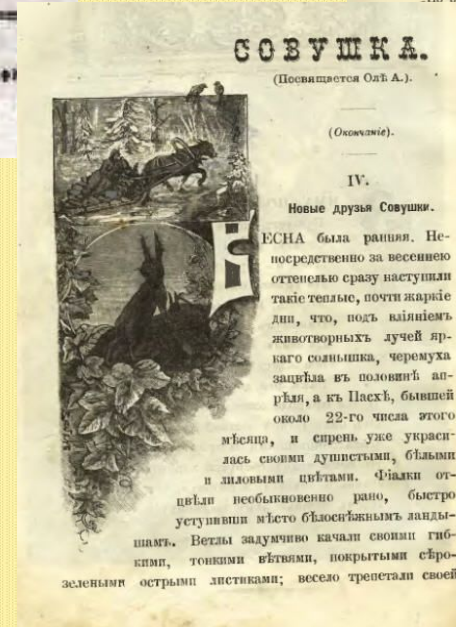 СОВУШКА.
(Посвящается Олѣ А.).
(Окончаніе).
IV.
Новые друзья Совушки.
ВЕСНА была ранняя. Не-
посредственно за весеннею
оттепелью сразу наступили
такіе теплые, почти жаркіе
дни, что, подъ вліяніемъ
животворныхъ лучей яр-
каго солнышка, черемуха
зацвѣла въ половинѣ ап-
рѣля, а къ Пасхѣ, бывшей
около 22-го числа этого
мѣсяца, и сирень уже украси-
лась своими душистыми, бѣлыми
и лиловыми цвѣтами. Фіалки от-
цвѣли необыкновенно рано, быстро
уступивши мѣсто бѣлоснѣжнымъ ланды-
шамъ. Ветлы задумчиво качали своими гиб-
кими, тонкими вѣтвями, покрытыми сѣро-
зелеными острыми листиками; весело трепетали своей